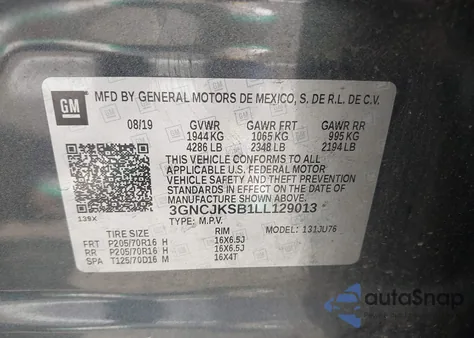 GM
MFD BY GENERAL MOTORS DE MEXICO, S. DE R.L. DE C.V.
08/19 GVWR GAWR FRT GAWR RR
1944 KG 1065 KG 995 KG
4286 LB 2348 LB 2194 LB
THIS VEHICLE CONFORMS TO ALL
APPLICABLE U.S. FEDERAL MOTOR
VEHICLE SAFETY, BUMPER, AND THEFT
PREVENTION STANDARDS IN EFFECT ON
THE DATE OF MANUFACTURE SHOWN ABOVE.
3GNCJKSB1LL129013
139X
TYPE: M.P.V. MODEL: 131JU76
TIRE SIZE RIM
FRT P205/70R16 H 16X6.5J
RR P205/70R16 H 16X6.5J
SPA T125/70D16 M 16X4T
autoSnap